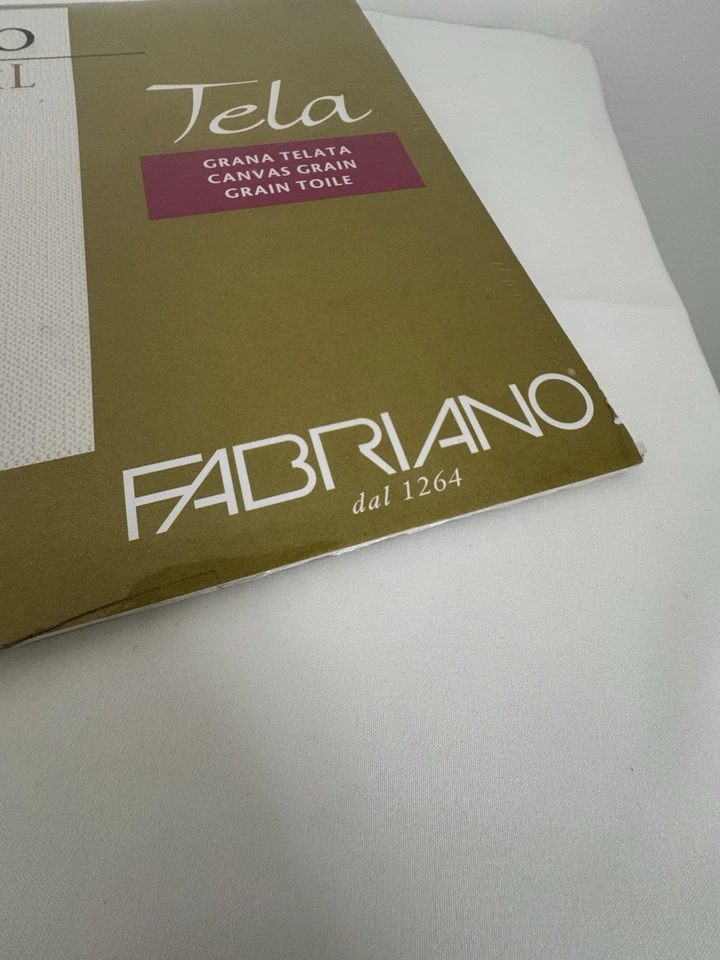 Tela
GRANA TELATA
CANVAS GRAIN
GRAIN TOILE
FABRIANO®
dal 1264